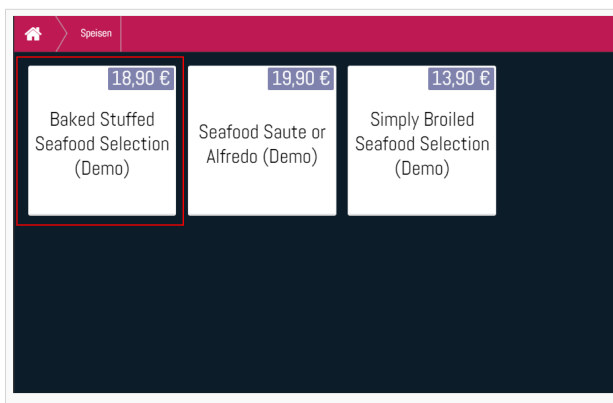 Speisen
18,90 €
Baked Stuffed
Seafood Selection
(Demo)
19,90 €
Seafood Saute or
Alfredo (Demo)
13,90 €
Simply Broiled
Seafood Selection
(Demo)